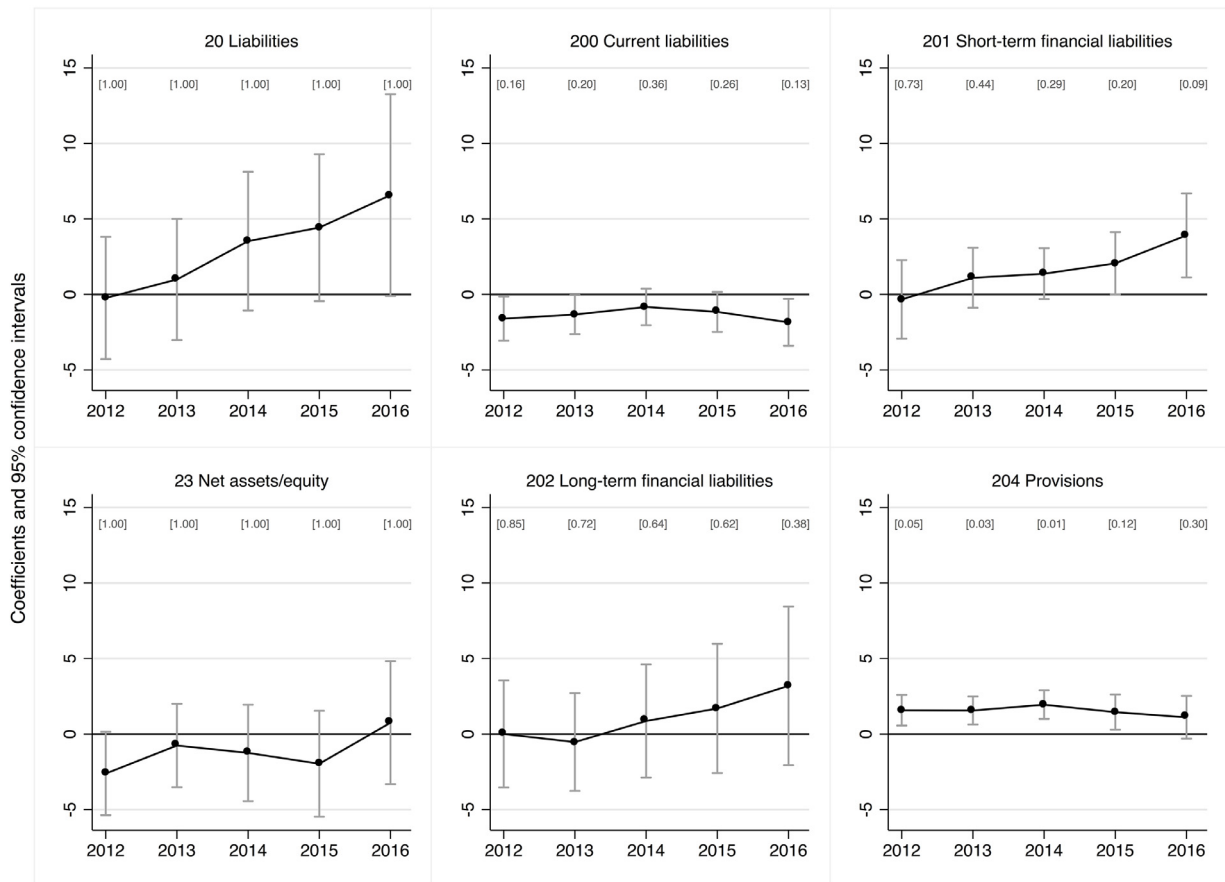 Coefficients and 95% confidence intervals
20 Liabilities
15
10
5
0
-5
[1.00] [1.00] [1.00] [1.00] [1.00]
2012 2013 2014 2015 2016
200 Current liabilities
15
10
5
0
-5
[0.16] [0.20] [0.36] [0.26] [0.13]
2012 2013 2014 2015 2016
201 Short-term financial liabilities
15
10
5
0
-5
[0.73] [0.44] [0.29] [0.20] [0.09]
2012 2013 2014 2015 2016
23 Net assets/equity
15
10
5
0
-5
[1.00] [1.00] [1.00] [1.00] [1.00]
2012 2013 2014 2015 2016
202 Long-term financial liabilities
15
10
5
0
-5
[0.85] [0.72] [0.64] [0.62] [0.38]
2012 2013 2014 2015 2016
204 Provisions
15
10
5
0
-5
[0.05] [0.03] [0.01] [0.12] [0.30]
2012 2013 2014 2015 2016